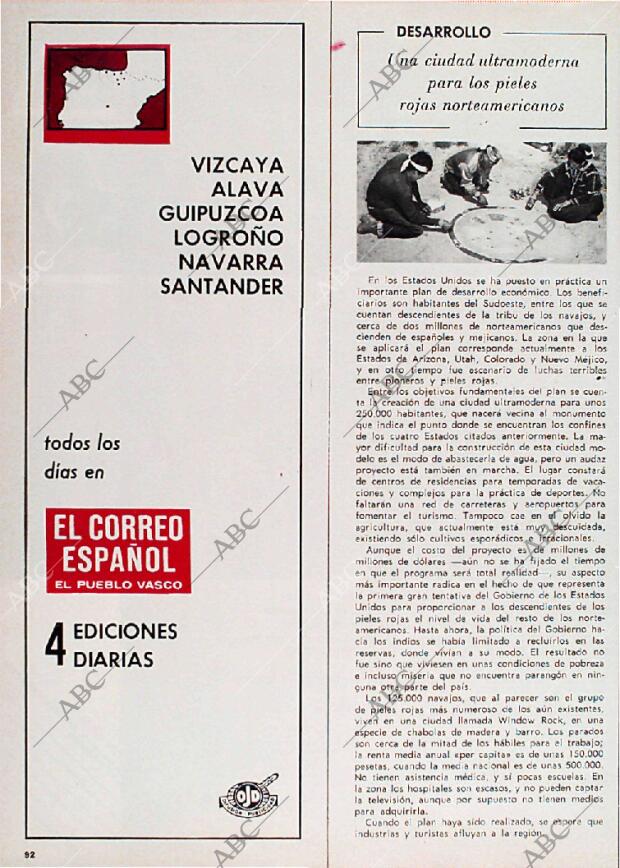 VIZCAYA
ALAVA
GUIPUZCOA
LOGROÑO
NAVARRA
SANTANDER
todos los
días en
EL CORREO
ESPAÑOL
EL PUEBLO VASCO
4 EDICIONES
DIARIAS
OJD
92
DESARROLLO
Una ciudad ultramoderna
para los pieles
rojas norteamericanos
En los Estados Unidos se ha puesto en práctica un
importante plan de desarrollo económico. Los benefi-
ciarios son habitantes del Sudoeste, entre los que se
cuentan descendientes de la tribu de los navajos, y
cerca de dos millones de norteamericanos que des-
cienden de españoles y mejicanos. La zona en la que
se aplicará el plan corresponde actualmente a los
Estados de Arizona, Utah, Colorado y Nuevo Méjico,
y en otro tiempo fue escenario de luchas terribles
entre pioneros y pieles rojas.
Entre los objetivos fundamentales del plan se cuen-
ta la creación de una ciudad ultramoderna para unos
250.000 habitantes, que nacerá vecina al monumento
que indica el punto donde se encuentran los confines
de los cuatro Estados citados anteriormente. La ma-
yor dificultad para la construcción de esta ciudad mo-
delo es el modo de abastecerla de agua, pero un audaz
proyecto está también en marcha. El lugar constará
de centros de residencias para temporadas de vaca-
ciones y complejos para la práctica de deportes. No
faltarán una red de carreteras y aeropuertos para
fomentar el turismo. Tampoco cae en el olvido la
agricultura, que actualmente está muy descuidada,
existiendo sólo cultivos esporádicos e irracionales.
Aunque el costo del proyecto es de millones de
millones de dólares —aún no se ha fijado el tiempo
en que el programa será total realidad—, su aspecto
más importante radica en el hecho de que representa
la primera gran tentativa del Gobierno de los Estados
Unidos para proporcionar a los descendientes de los
pieles rojas el nivel de vida del resto de los norte-
americanos. Hasta ahora, la política del Gobierno ha-
cia los indios se había limitado a recluirlos en las
reservas, donde vivían a su modo. El resultado no
fue sino que viviesen en unas condiciones de pobreza
e incluso miseria que no encuentra parangón en nin-
guna otra parte del país.
Los 125.000 navajos, que al parecer son el grupo
de pieles rojas más numeroso de los aún existentes,
viven en una ciudad llamada Window Rock, en una
especie de chabolas de madera y barro. Los parados
son cerca de la mitad de los hábiles para el trabajo;
la renta media anual «per capita» es de unas 150.000
pesetas, cuando la media nacional es de unas 500.000.
No tienen asistencia médica, y sí pocas escuelas. En
la zona los hospitales son escasos, y no pueden captar
la televisión, aunque por supuesto no tienen medios
para adquirirla.
Cuando el plan haya sido realizado, se espera que
industrias y turistas afluyan a la región.